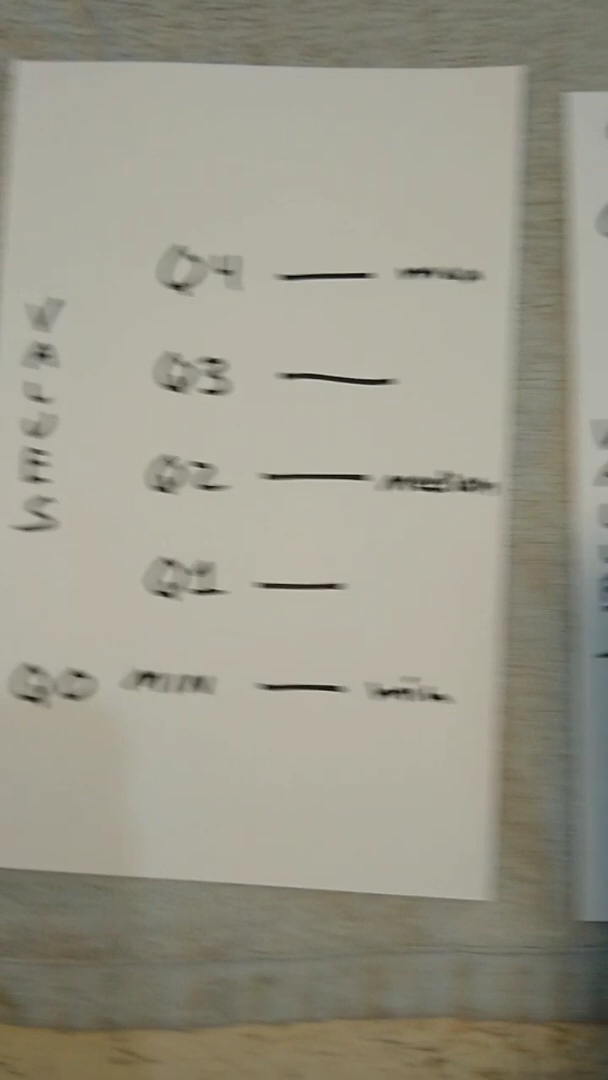 Q4 — max
Q3 —
Q2 — median
Q1 —
Q0 min — min
VALUES